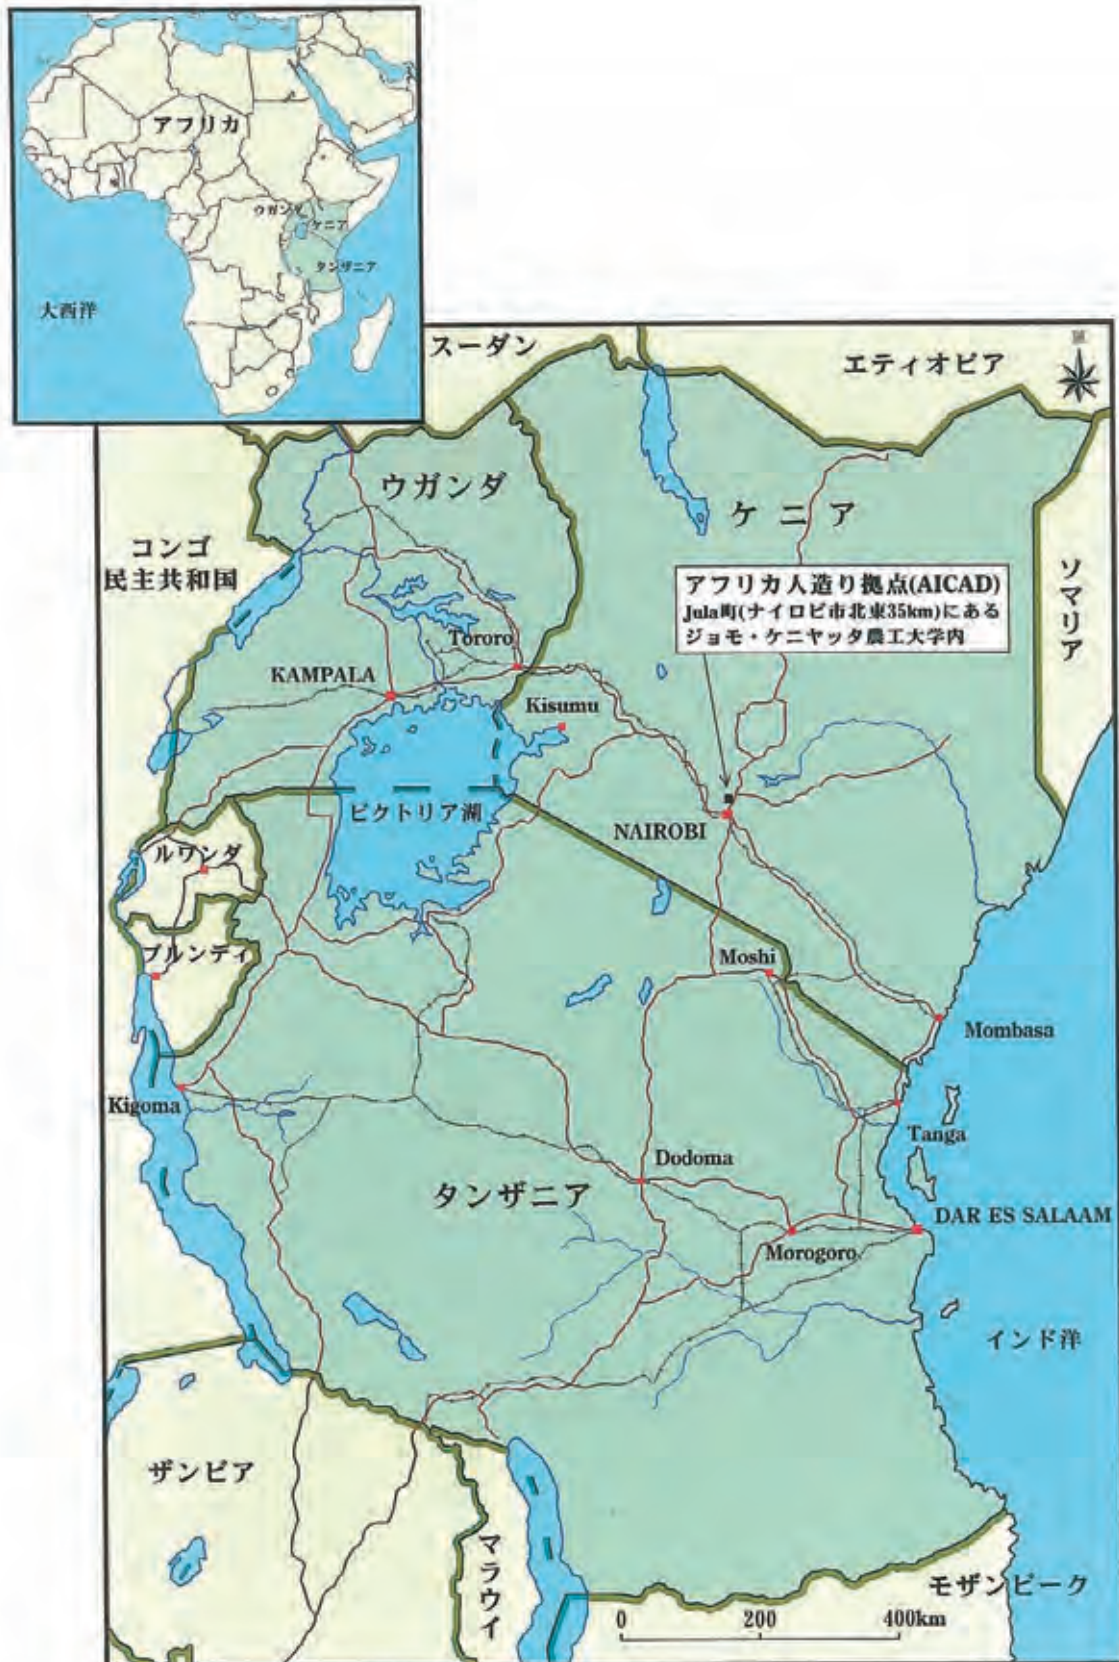 アフリカ
ウガンダ
ケニア
タンザニア
大西洋
スーダン
エティオピア
ウガンダ
ケニア
コンゴ
民主共和国
ソマリア
アフリカ人造り拠点(AICAD)
Jula町(ナイロビ市北東35km)にある
ジョモ・ケニヤッタ農工大学内
Tororo
KAMPALA
Kisumu
ビクトリア湖
NAIROBI
ルワンダ
ブルンディ
Moshi
Mombasa
Kigoma
Tanga
Dodoma
タンザニア
DAR ES SALAAM
Morogoro
インド洋
ザンビア
マラウイ
モザンビーク
0 200 400km